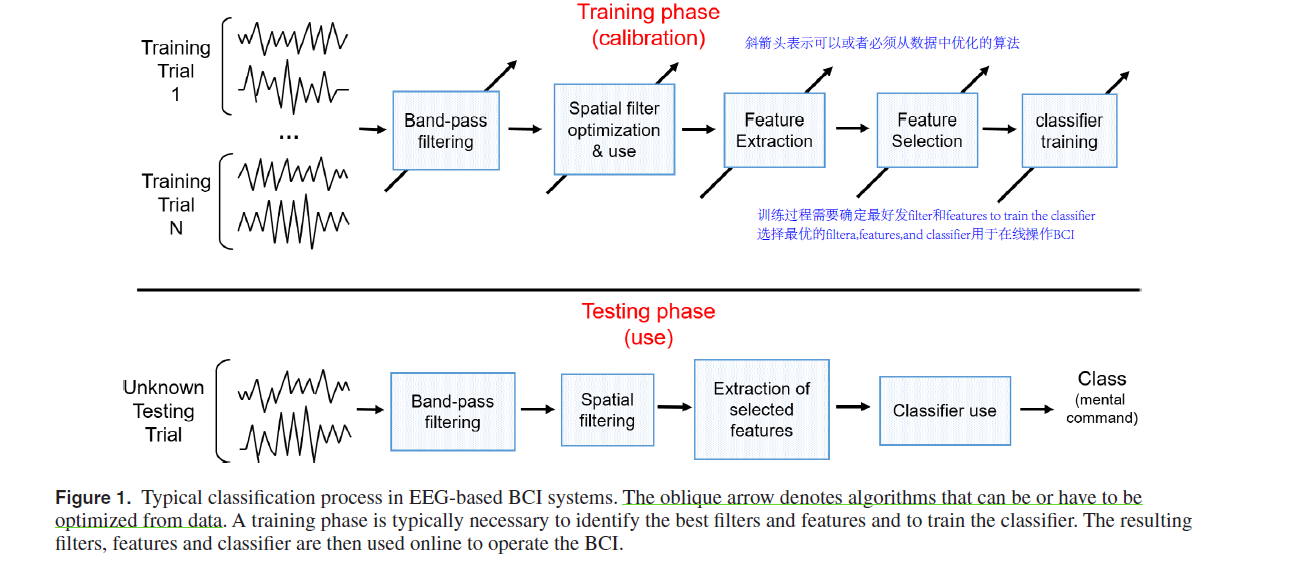 Training phase
(calibration)
斜箭头表示可以或者必须从数据中优化的算法
Training
Trial
1
...
Training
Trial
N
Band-pass
filtering
Spatial filter
optimization
& use
Feature
Extraction
Feature
Selection
classifier
training
训练过程需要确定最好发filter和features to train the classifier
选择最优的filtera,features,and classifier用于在线操作BCI
Testing phase
(use)
Unknown
Testing
Trial
Band-pass
filtering
Spatial
filtering
Extraction of
selected
features
Classifier use
Class
(mental
command)
Figure 1. Typical classification process in EEG-based BCI systems. The oblique arrow denotes algorithms that can be or have to be
optimized from data. A training phase is typically necessary to identify the best filters and features and to train the classifier. The resulting
filters, features and classifier are then used online to operate the BCI.